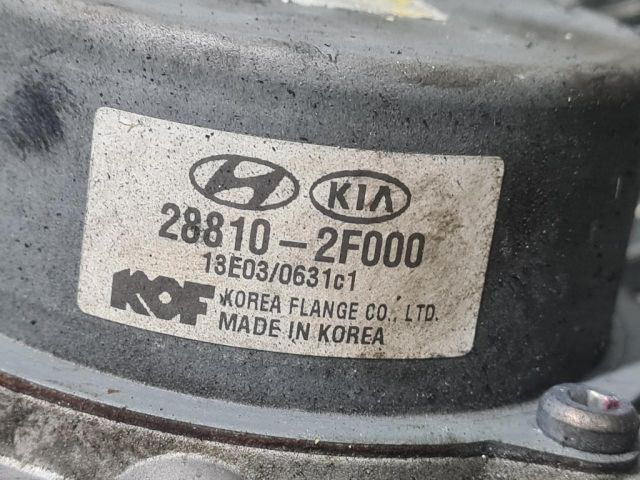 H KIA
28810-2F000
13E03/0631c1
KOF KOREA FLANGE CO., LTD.
MADE IN KOREA